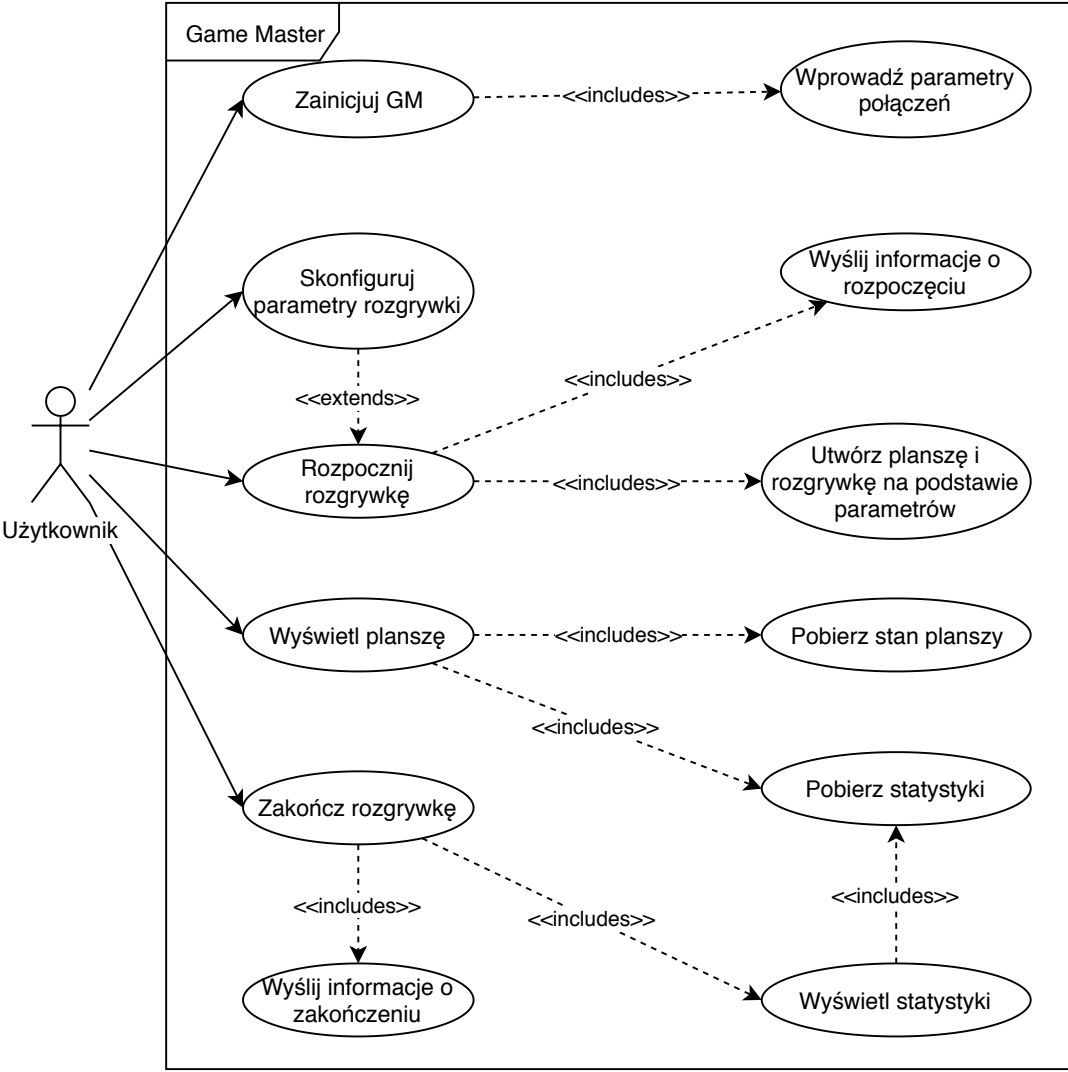 Game Master
Zainicjuj GM
<<includes>>
Wprowadź parametry
połączeń
Skonfiguruj
parametry rozgrywki
Wyślij informacje o
rozpoczęciu
<<extends>>
<<includes>>
Rozpocznij
rozgrywkę
<<includes>>
Utwórz planszę i
rozgrywkę na podstawie
parametrów
Użytkownik
Wyświetl planszę
<<includes>>
Pobierz stan planszy
<<includes>>
Pobierz statystyki
Zakończ rozgrywkę
<<includes>>
<<includes>>
<<includes>>
Wyślij informacje o
zakończeniu
Wyświetl statystyki